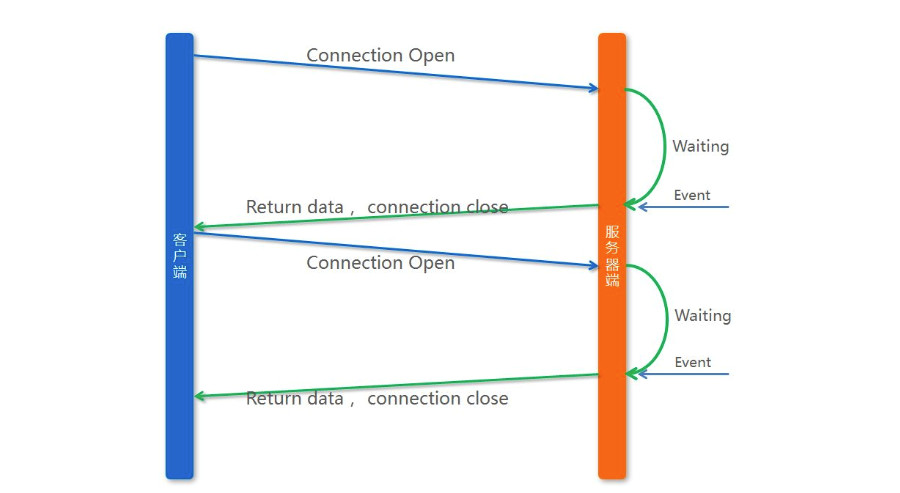 Connection Open
Waiting
Event
Return data， connection close
客户端
服务器端
Connection Open
Waiting
Event
Return data， connection close